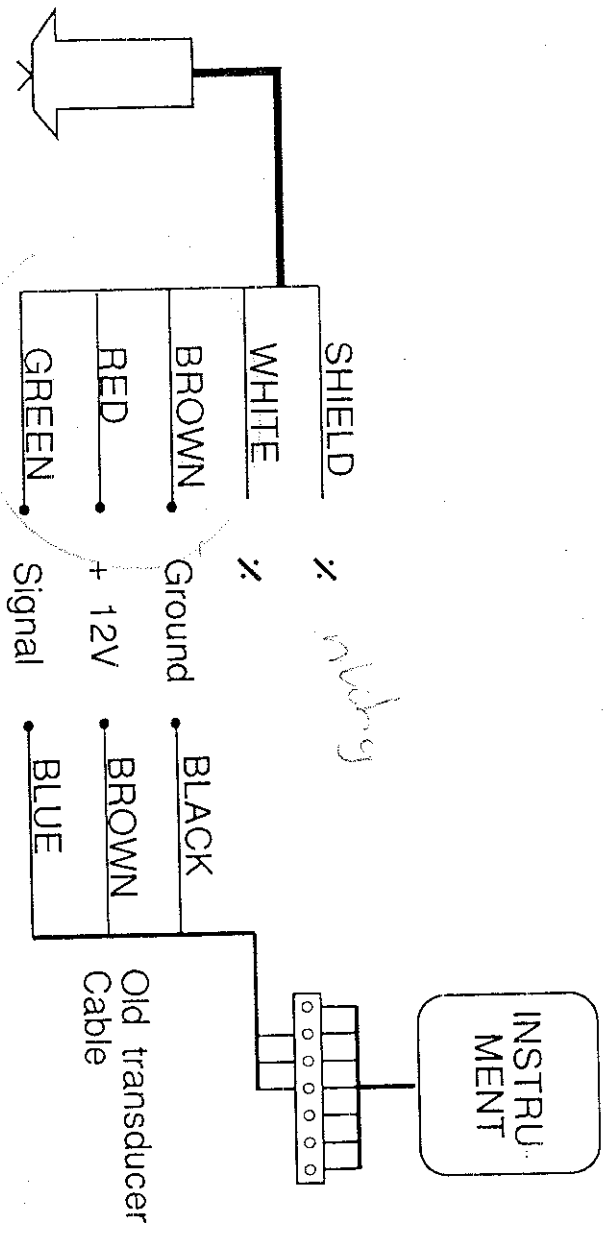 INSTRU-
MENT
SHIELD ⁒
WHITE ⁒
BROWN Ground BLACK
RED + 12V BROWN
GREEN Signal BLUE
Old transducer
Cable